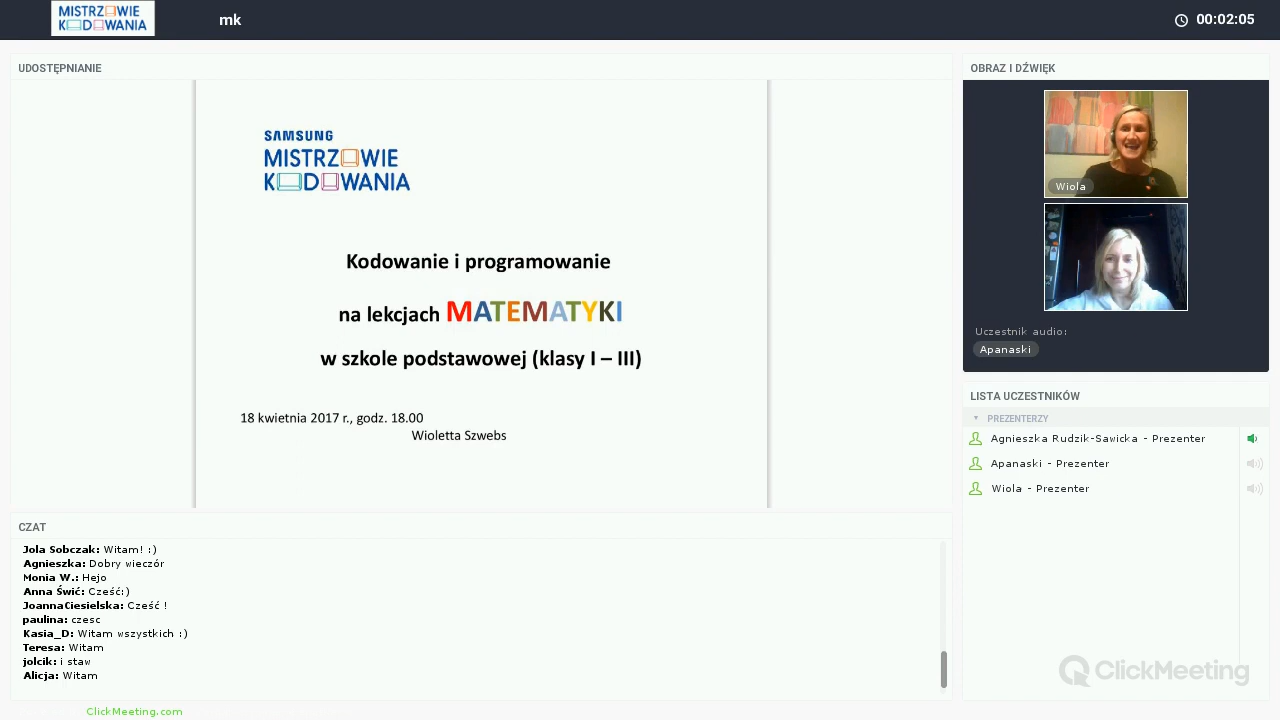 MISTRZOWIE
KODOWANIA
mk
00:02:05
UDOSTĘPNIANIE
SAMSUNG
MISTRZOWIE
KODOWANIA
Kodowanie i programowanie
na lekcjach MATEMATYKI
w szkole podstawowej (klasy I – III)
18 kwietnia 2017 r., godz. 18.00
Wioletta Szwebs
OBRAZ I DŹWIĘK
Wiola
Uczestnik audio:
Apanaski
LISTA UCZESTNIKÓW
PREZENTERZY
Agnieszka Rudzik-Sawicka - Prezenter
Apanaski - Prezenter
Wiola - Prezenter
CZAT
Jola Sobczak: Witam! :)
Agnieszka: Dobry wieczór
Monia W.: Hejo
Anna Świć: Cześć:)
JoannaCiesielska: Cześć !
paulina: czesc
Kasia_D: Witam wszystkich :)
Teresa: Witam
jolcik: i staw
Alicja: Witam
ClickMeeting
ClickMeeting.com